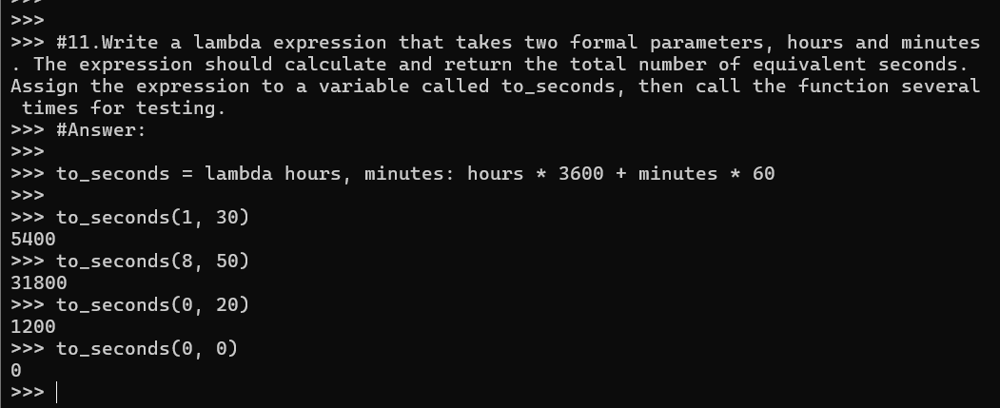 >>>
>>>
>>> #11.Write a lambda expression that takes two formal parameters, hours and minutes
. The expression should calculate and return the total number of equivalent seconds.
Assign the expression to a variable called to_seconds, then call the function several
 times for testing.
>>> #Answer:
>>>
>>> to_seconds = lambda hours, minutes: hours * 3600 + minutes * 60
>>>
>>> to_seconds(1, 30)
5400
>>> to_seconds(8, 50)
31800
>>> to_seconds(0, 20)
1200
>>> to_seconds(0, 0)
0
>>>